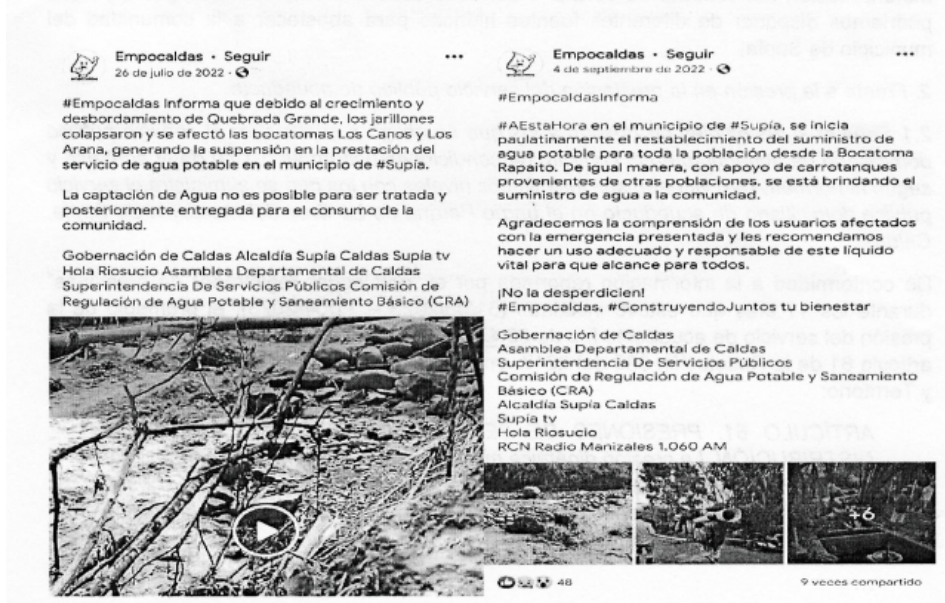 Empocaldas · Seguir
26 de julio de 2022 ·
#Empocaldas Informa que debido al crecimiento y
desbordamiento de Quebrada Grande, los jarillones
colapsaron y se afectó las bocatomas Los Canos y Los
Arana, generando la suspensión en la prestación del
servicio de agua potable en el municipio de #Supía.
La captación de Agua no es posible para ser tratada y
posteriormente entregada para el consumo de la
comunidad.
Gobernación de Caldas Alcaldía Supía Caldas Supía tv
Hola Riosucio Asamblea Departamental de Caldas
Superintendencia De Servicios Públicos Comisión de
Regulación de Agua Potable y Saneamiento Básico (CRA)
Empocaldas · Seguir
4 de septiembre de 2022 ·
#EmpocaldasInforma
#AEstaHora en el municipio de #Supía, se inicia
paulatinamente el restablecimiento del suministro de
agua potable para toda la población desde la Bocatoma
Rapaito. De igual manera, con apoyo de carrotanques
provenientes de otras poblaciones, se está brindando el
suministro de agua a la comunidad.
Agradecemos la comprensión de los usuarios afectados
con la emergencia presentada y les recomendamos
hacer un uso adecuado y responsable de este líquido
vital para que alcance para todos.
¡No la desperdicien!
#Empocaldas, #ConstruyendoJuntos tu bienestar
Gobernación de Caldas
Asamblea Departamental de Caldas
Superintendencia De Servicios Públicos
Comisión de Regulación de Agua Potable y Saneamiento
Básico (CRA)
Alcaldía Supía Caldas
Supía tv
Hola Riosucio
RCN Radio Manizales 1.060 AM
+6
48
9 veces compartido